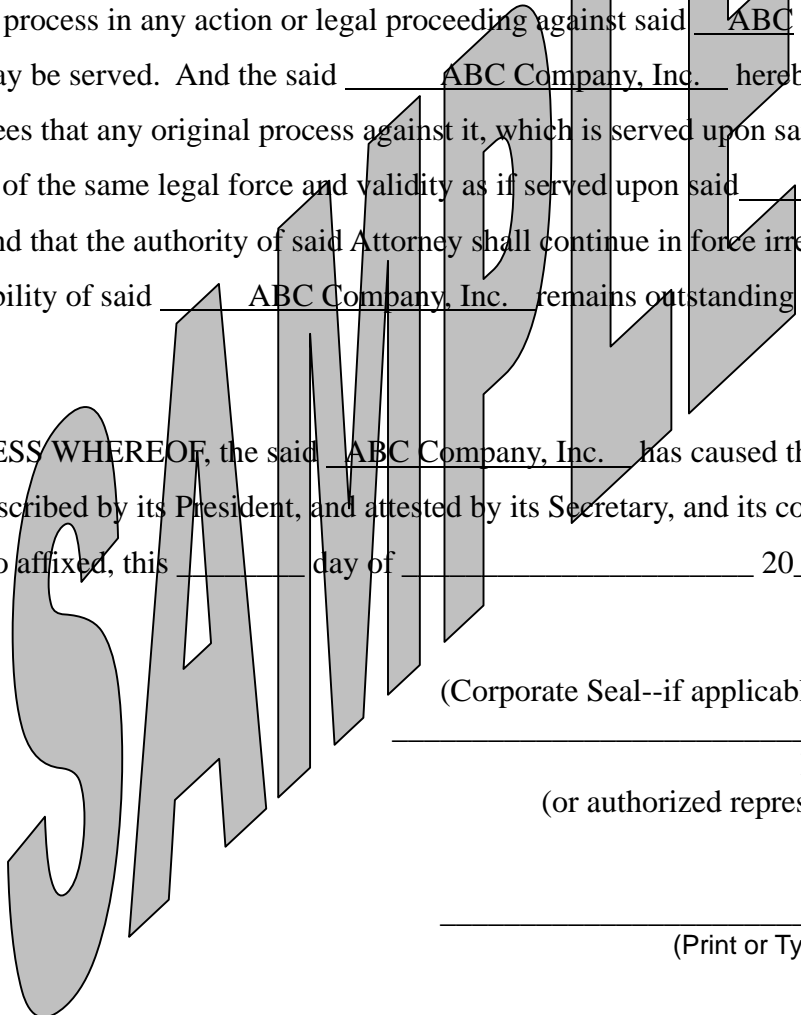 process in any action or legal proceeding against said ABC
ay be served. And the said ABC Company, Inc. hereb
ees that any original process against it, which is served upon sa
of the same legal force and validity as if served upon said
nd that the authority of said Attorney shall continue in force irre
bility of said ABC Company, Inc. remains outstanding
ESS WHEREOF, the said ABC Company, Inc. has caused th
scribed by its President, and attested by its Secretary, and its co
o affixed, this ________ day of ______________________ 20_
(Corporate Seal--if applicabl
(or authorized repres
(Print or Ty
SAMPLE